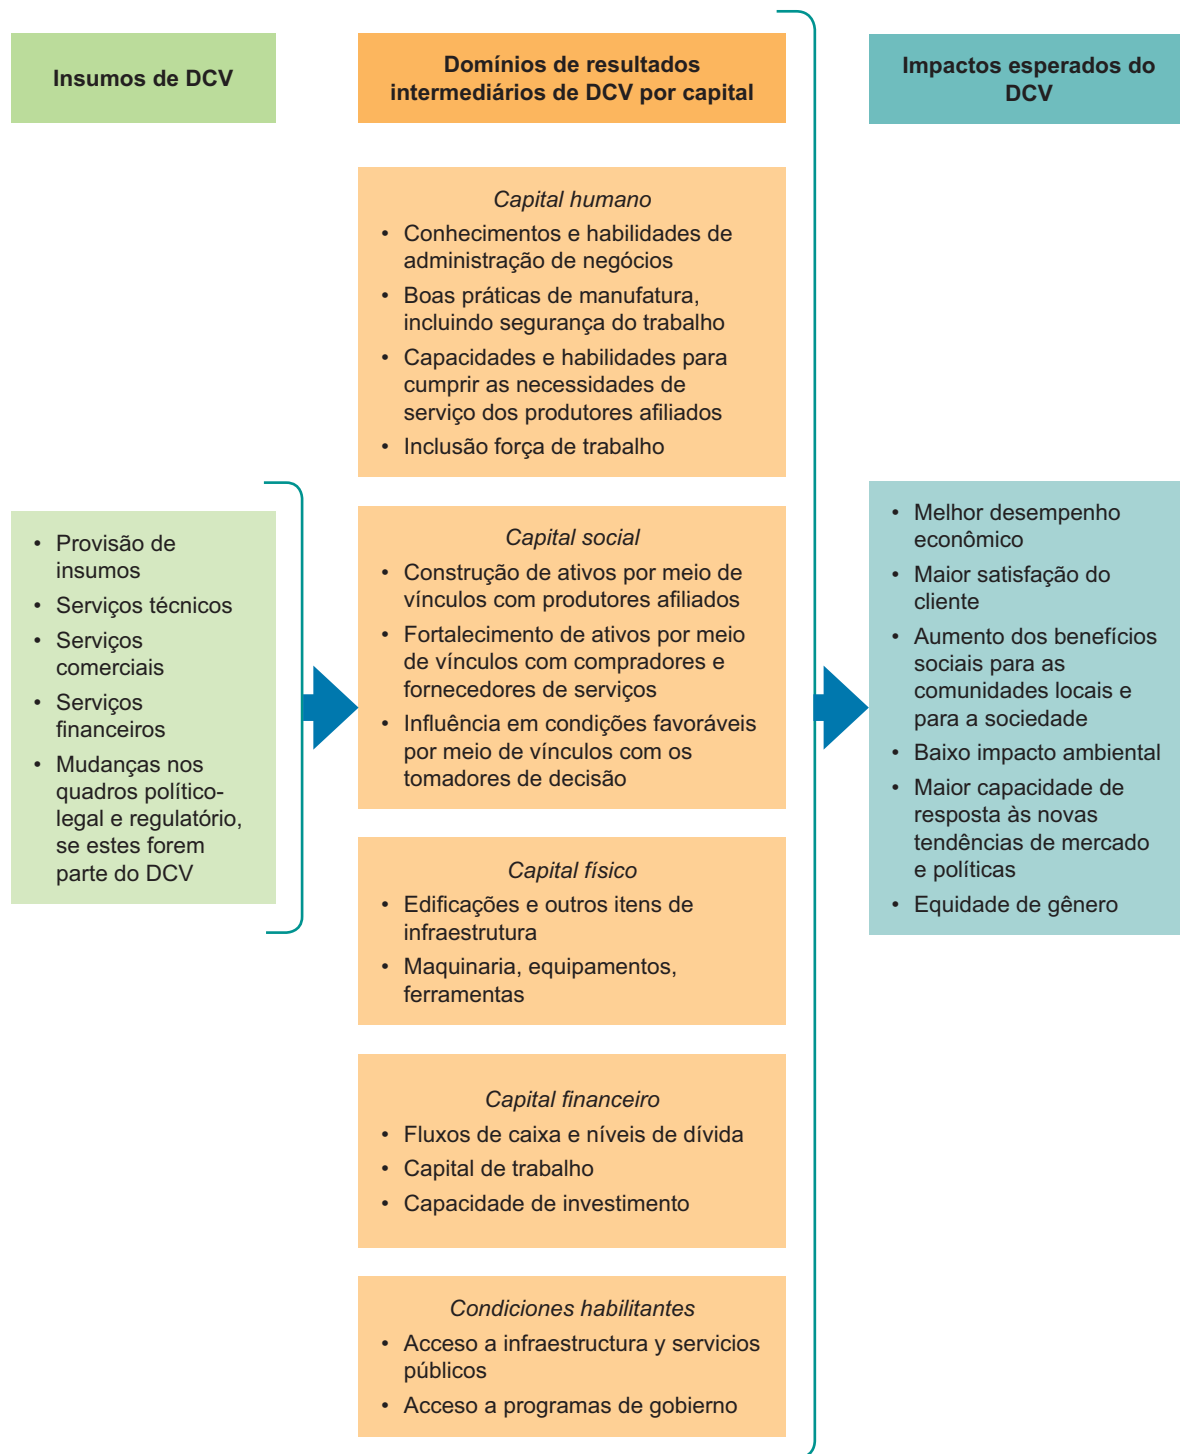 Insumos de DCV
Domínios de resultados
intermediários de DCV por capital
Impactos esperados do
DCV
Capital humano
• Conhecimentos e habilidades de
administração de negócios
• Boas práticas de manufatura,
incluindo segurança do trabalho
• Capacidades e habilidades para
cumprir as necessidades de
serviço dos produtores afiliados
• Inclusão força de trabalho
• Provisão de
insumos
• Serviços técnicos
• Serviços
comerciais
• Serviços
financeiros
• Mudanças nos
quadros político-
legal e regulatório,
se estes forem
parte do DCV
Capital social
• Construção de ativos por meio de
vínculos com produtores afiliados
• Fortalecimento de ativos por meio
de vínculos com compradores e
fornecedores de serviços
• Influência em condições favoráveis
por meio de vínculos com os
tomadores de decisão
Capital físico
• Edificações e outros itens de
infraestrutura
• Maquinaria, equipamentos,
ferramentas
Capital financeiro
• Fluxos de caixa e níveis de dívida
• Capital de trabalho
• Capacidade de investimento
Condiciones habilitantes
• Acceso a infraestructura y servicios
públicos
• Acceso a programas de gobierno
• Melhor desempenho
econômico
• Maior satisfação do
cliente
• Aumento dos benefícios
sociais para as
comunidades locais e
para a sociedade
• Baixo impacto ambiental
• Maior capacidade de
resposta às novas
tendências de mercado
e políticas
• Equidade de gênero